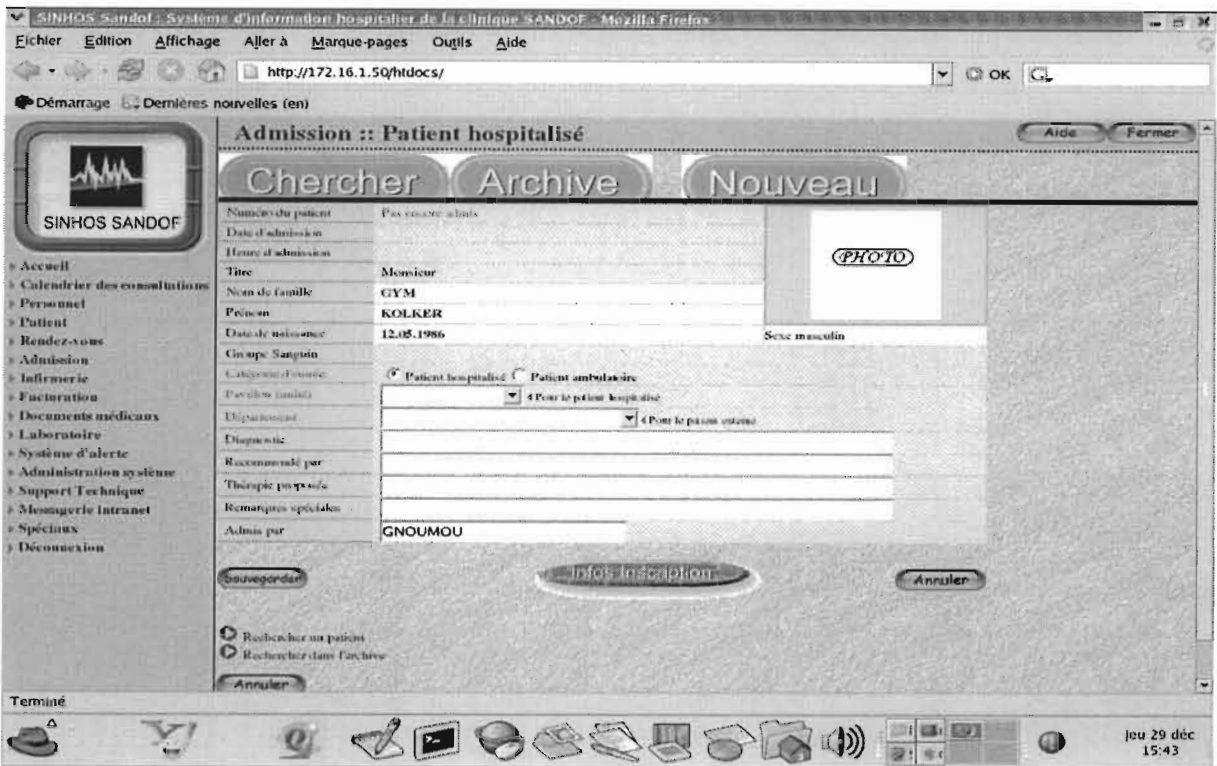 SINHOS Sandof : Système d'information hospitalier de la clinique SANDOF - Mozilla Firefox
Fichier Edition Affichage Aller à Marque-pages Outils Aide
http://172.16.1.50/htdocs/ OK
Démarrage Dernières nouvelles (en)
Admission :: Patient hospitalisé Aide Fermer
Chercher Archive Nouveau
SINHOS SANDOF
Accueil
Calendrier des consultations
Personnel
Patient
Rendez-vous
Admission
Infirmerie
Facturation
Documents médicaux
Laboratoire
Système d'alerte
Administration système
Support Technique
Messagerie Intranet
Spéciaux
Déconnexion
Numéro du patient Pas encore admis
Date d'admission
Heure d'admission
PHOTO
Titre Monsieur
Nom de famille GYM
Prénom KOLKER
Date de naissance 12.05.1986 Sexe masculin
Groupe Sanguin
Patient hospitalisé Patient ambulatoire
Pavillon (unité) Pour le patient hospitalisé
Département Pour le patient externe
Diagnostic
Recommandé par
Thérapie proposée
Remarques spéciales
Admis par GNOUMOU
Sauvegarder Infos Inscription Annuler
Rechercher un patient
Rechercher dans l'archive
Annuler
Terminé
jeu 29 déc
15:43